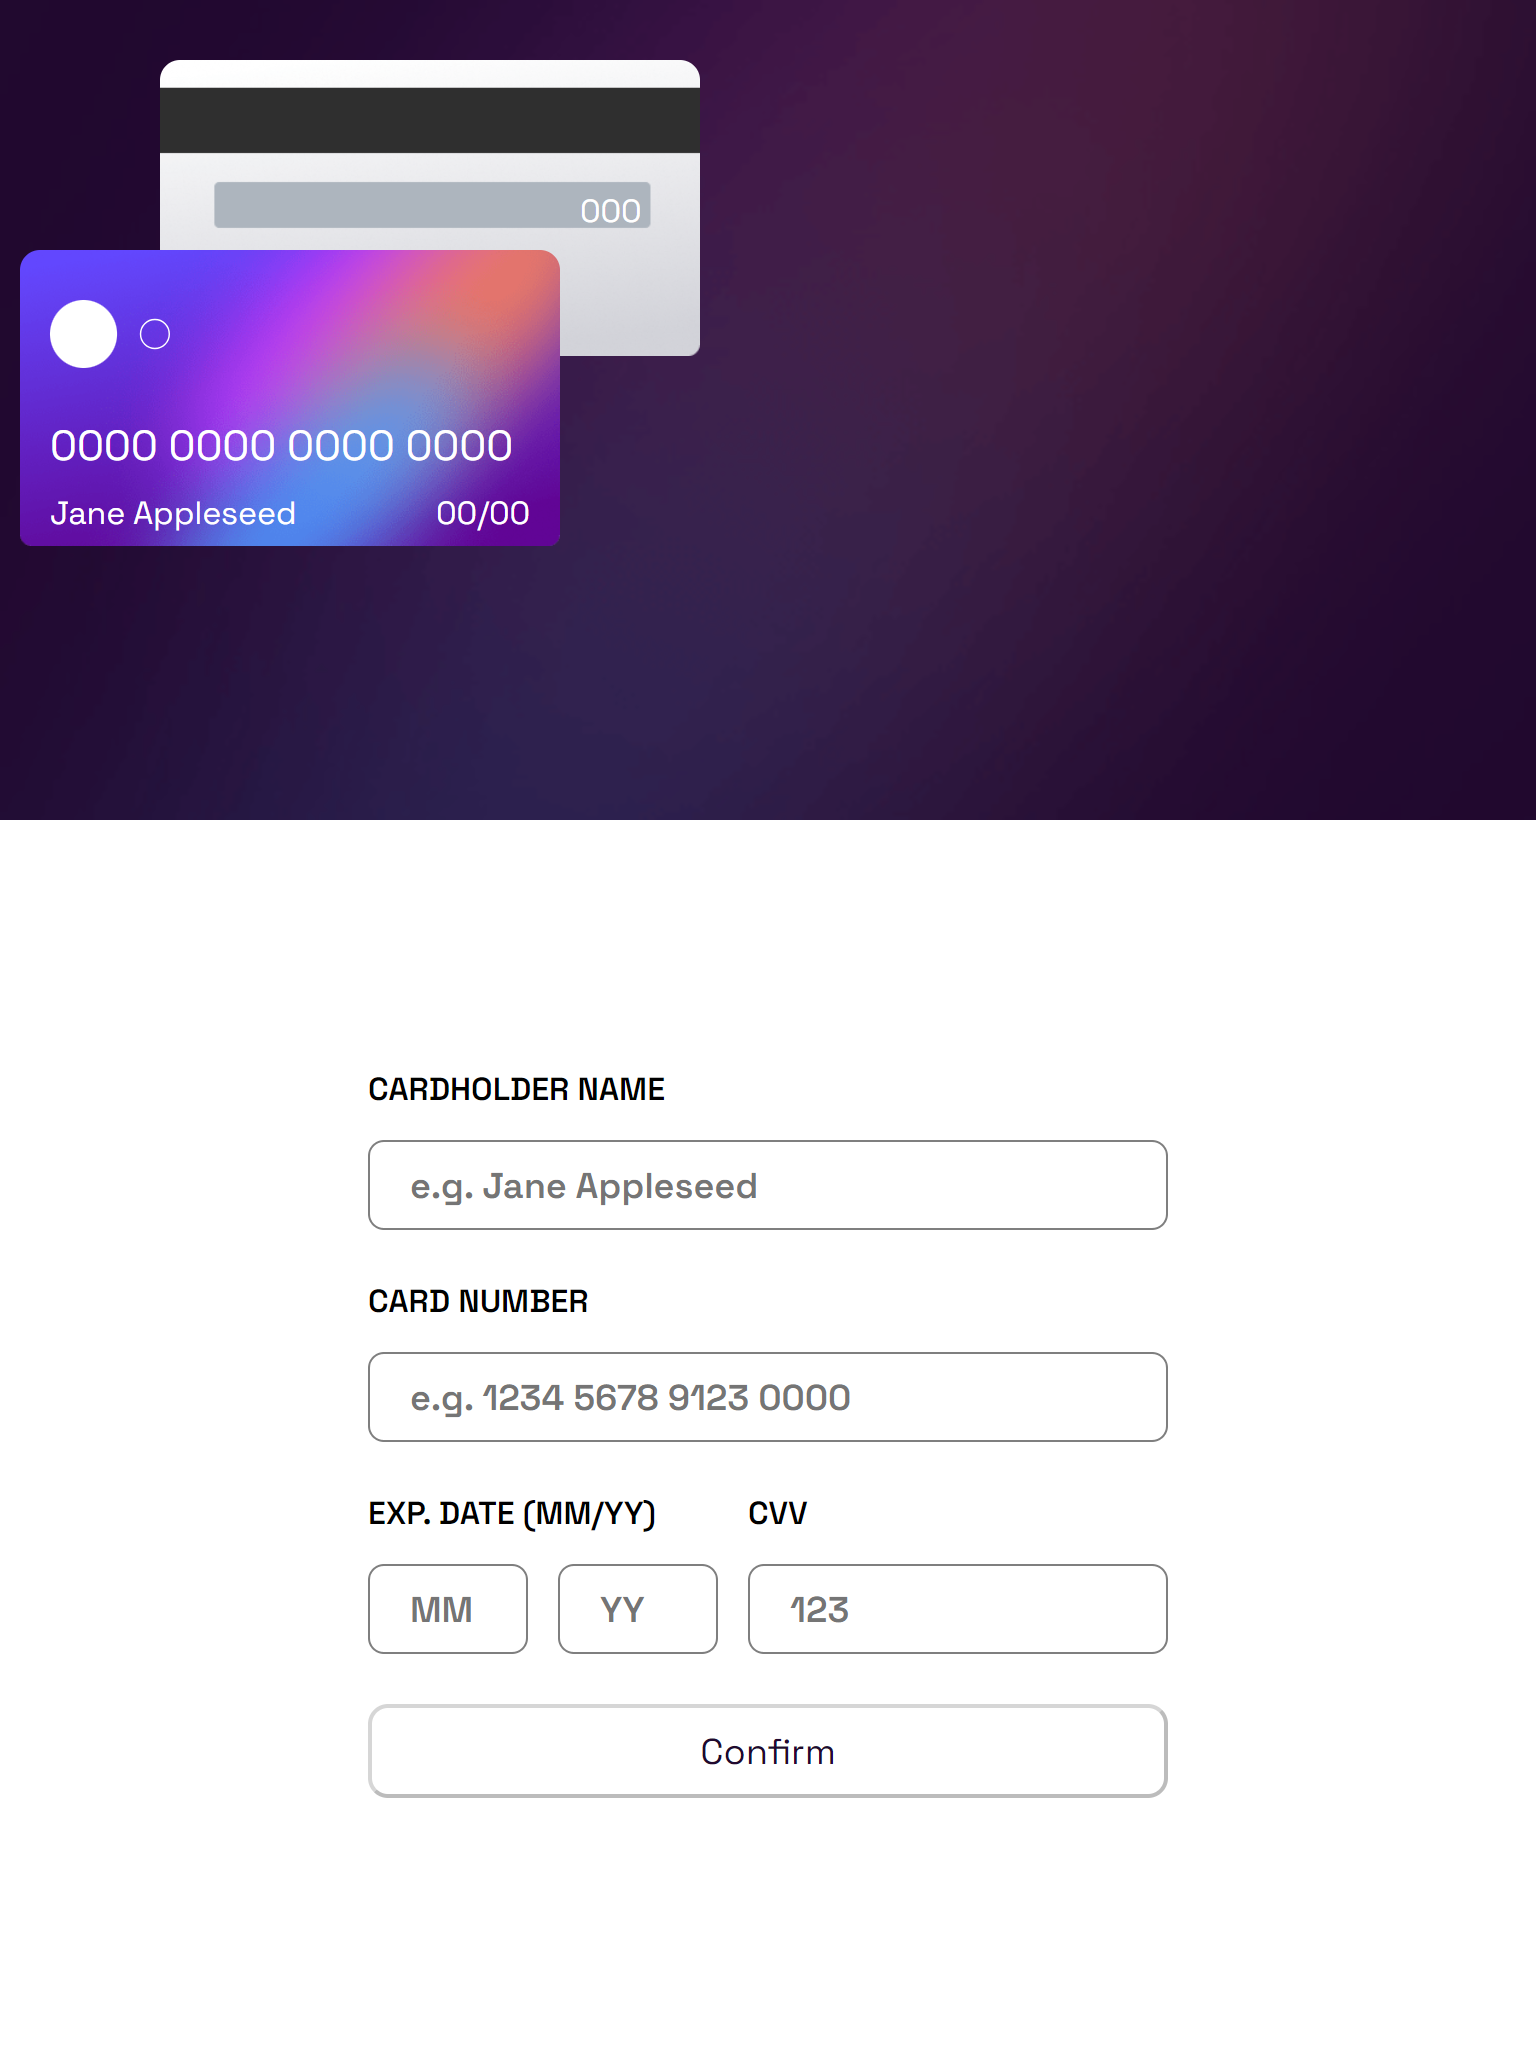 000
0000 0000 0000 0000
Jane Appleseed 00/00
CARDHOLDER NAME
e.g. Jane Appleseed
CARD NUMBER
e.g. 1234 5678 9123 0000
EXP. DATE (MM/YY) CVV
MM YY 123
Confirm